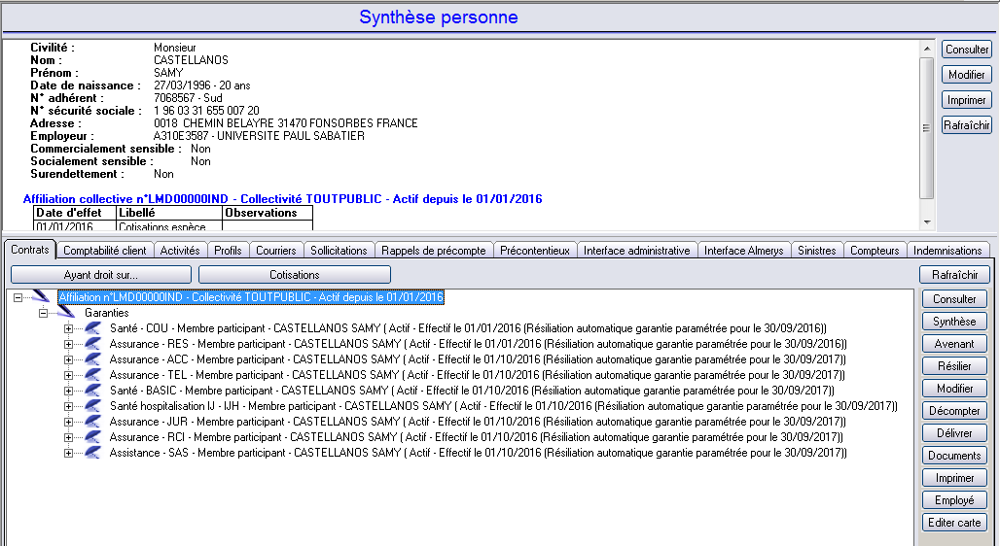 Synthèse personne
Civilité : Monsieur
Nom : CASTELLANOS
Prénom : SAMY
Date de naissance : 27/03/1996 - 20 ans
N° adhérent : 7068567 - Sud
N° sécurité sociale : 1 96 03 31 655 007 20
Adresse : 0018 CHEMIN BELAYRE 31470 FONSORBES FRANCE
Employeur : A310E3587 - UNIVERSITE PAUL SABATIER
Commercialement sensible : Non
Socialement sensible : Non
Surendettement : Non
Consulter
Modifier
Imprimer
Rafraîchir
Affiliation collective n°LMD00000IND - Collectivité TOUTPUBLIC - Actif depuis le 01/01/2016
Date d'effet Libellé Observations
01/01/2016 Cotisations espèce
Contrats Comptabilité client Activités Profils Courriers Sollicitations Rappels de précompte Précontentieux Interface administrative Interface Almerys Sinistres Compteurs Indemnisations
Ayant droit sur... Cotisations Rafraîchir
Affiliation n°LMD00000IND - Collectivité TOUTPUBLIC - Actif depuis le 01/01/2016
Garanties
Santé - COU - Membre participant - CASTELLANOS SAMY ( Actif - Effectif le 01/01/2016 (Résiliation automatique garantie paramétrée pour le 30/09/2016))
Assurance - RES - Membre participant - CASTELLANOS SAMY ( Actif - Effectif le 01/01/2016 (Résiliation automatique garantie paramétrée pour le 30/09/2016))
Assurance - ACC - Membre participant - CASTELLANOS SAMY ( Actif - Effectif le 01/10/2016 (Résiliation automatique garantie paramétrée pour le 30/09/2017))
Assurance - TEL - Membre participant - CASTELLANOS SAMY ( Actif - Effectif le 01/10/2016 (Résiliation automatique garantie paramétrée pour le 30/09/2017))
Santé - BASIC - Membre participant - CASTELLANOS SAMY ( Actif - Effectif le 01/10/2016 (Résiliation automatique garantie paramétrée pour le 30/09/2017))
Santé hospitalisation IJ - IJH - Membre participant - CASTELLANOS SAMY ( Actif - Effectif le 01/10/2016 (Résiliation automatique garantie paramétrée pour le 30/09/2017))
Assurance - JUR - Membre participant - CASTELLANOS SAMY ( Actif - Effectif le 01/10/2016 (Résiliation automatique garantie paramétrée pour le 30/09/2017))
Assurance - RCI - Membre participant - CASTELLANOS SAMY ( Actif - Effectif le 01/10/2016 (Résiliation automatique garantie paramétrée pour le 30/09/2017))
Assistance - SAS - Membre participant - CASTELLANOS SAMY ( Actif - Effectif le 01/10/2016 (Résiliation automatique garantie paramétrée pour le 30/09/2017))
Consulter
Synthèse
Avenant
Résilier
Modifier
Décompter
Délivrer
Documents
Imprimer
Employé
Editer carte